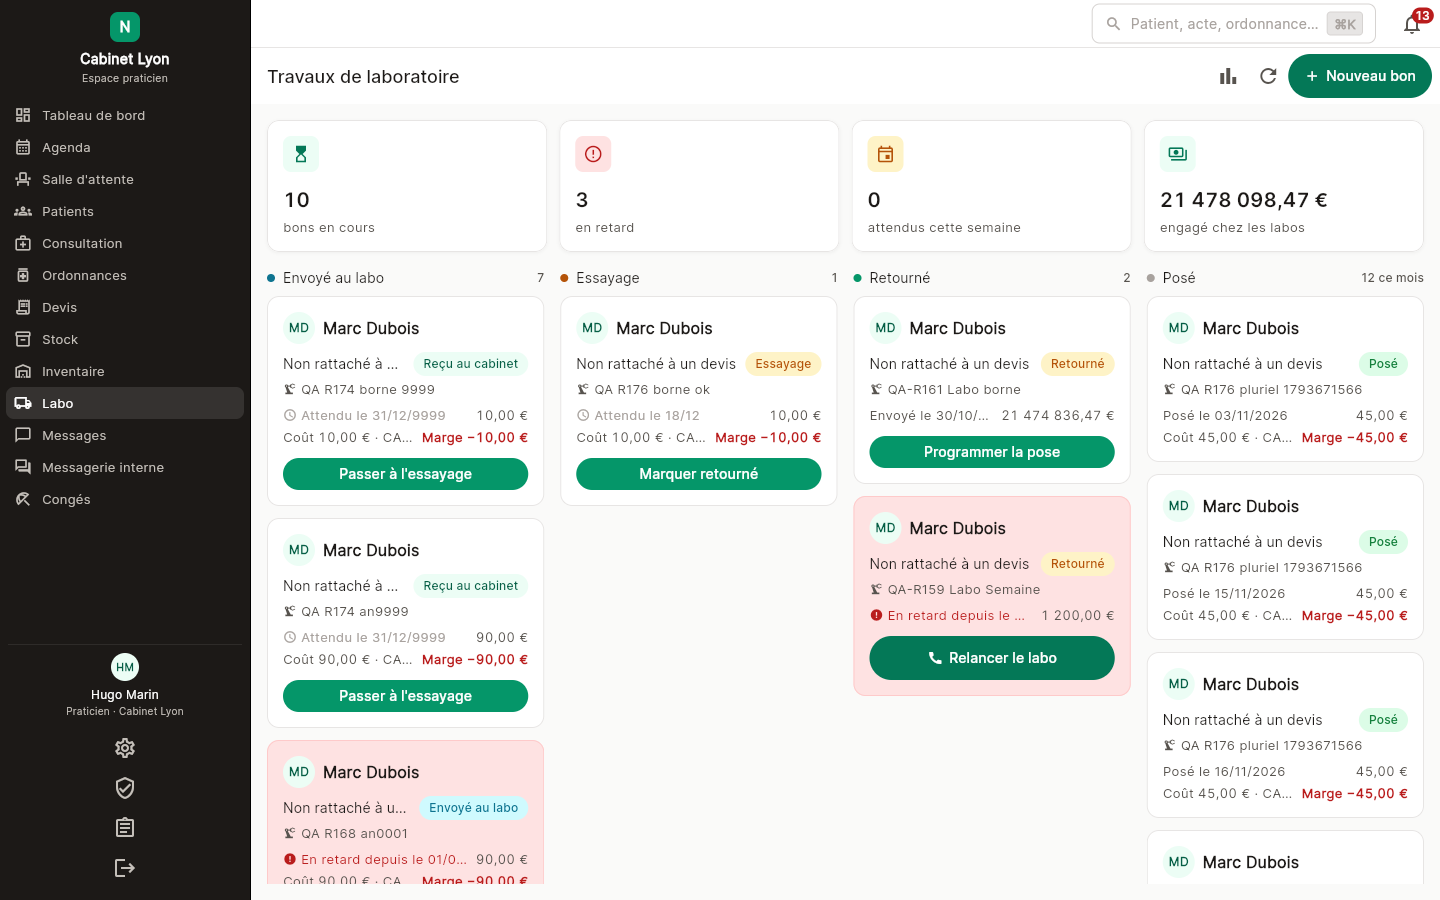 N
Cabinet Lyon
Espace praticien
Tableau de bord
Agenda
Salle d'attente
Patients
Consultation
Ordonnances
Devis
Stock
Inventaire
Labo
Messages
Messagerie interne
Congés
HM
Hugo Marin
Praticien · Cabinet Lyon
Patient, acte, ordonnance... ⌘K
13
Travaux de laboratoire
+ Nouveau bon
10
bons en cours
3
en retard
0
attendus cette semaine
21 478 098,47 €
engagé chez les labos
Envoyé au labo 7
MD Marc Dubois
Non rattaché à ... Reçu au cabinet
QA R174 borne 9999
Attendu le 31/12/9999 10,00 €
Coût 10,00 € · CA... Marge −10,00 €
Passer à l'essayage
MD Marc Dubois
Non rattaché à ... Reçu au cabinet
QA R174 an9999
Attendu le 31/12/9999 90,00 €
Coût 90,00 € · CA... Marge −90,00 €
Passer à l'essayage
MD Marc Dubois
Non rattaché à u... Envoyé au labo
QA R168 an0001
En retard depuis le 01/0... 90,00 €
Coût 90,00 € · CA... Marge −90,00 €
Essayage 1
MD Marc Dubois
Non rattaché à un devis Essayage
QA R176 borne ok
Attendu le 18/12 10,00 €
Coût 10,00 € · CA... Marge −10,00 €
Marquer retourné
Retourné 2
MD Marc Dubois
Non rattaché à un devis Retourné
QA-R161 Labo borne
Envoyé le 30/10/... 21 474 836,47 €
Programmer la pose
MD Marc Dubois
Non rattaché à un devis Retourné
QA-R159 Labo Semaine
En retard depuis le ... 1 200,00 €
Relancer le labo
Posé 12 ce mois
MD Marc Dubois
Non rattaché à un devis Posé
QA R176 pluriel 1793671566
Posé le 03/11/2026 45,00 €
Coût 45,00 € · CA... Marge −45,00 €
MD Marc Dubois
Non rattaché à un devis Posé
QA R176 pluriel 1793671566
Posé le 15/11/2026 45,00 €
Coût 45,00 € · CA... Marge −45,00 €
MD Marc Dubois
Non rattaché à un devis Posé
QA R176 pluriel 1793671566
Posé le 16/11/2026 45,00 €
Coût 45,00 € · CA... Marge −45,00 €
MD Marc Dubois